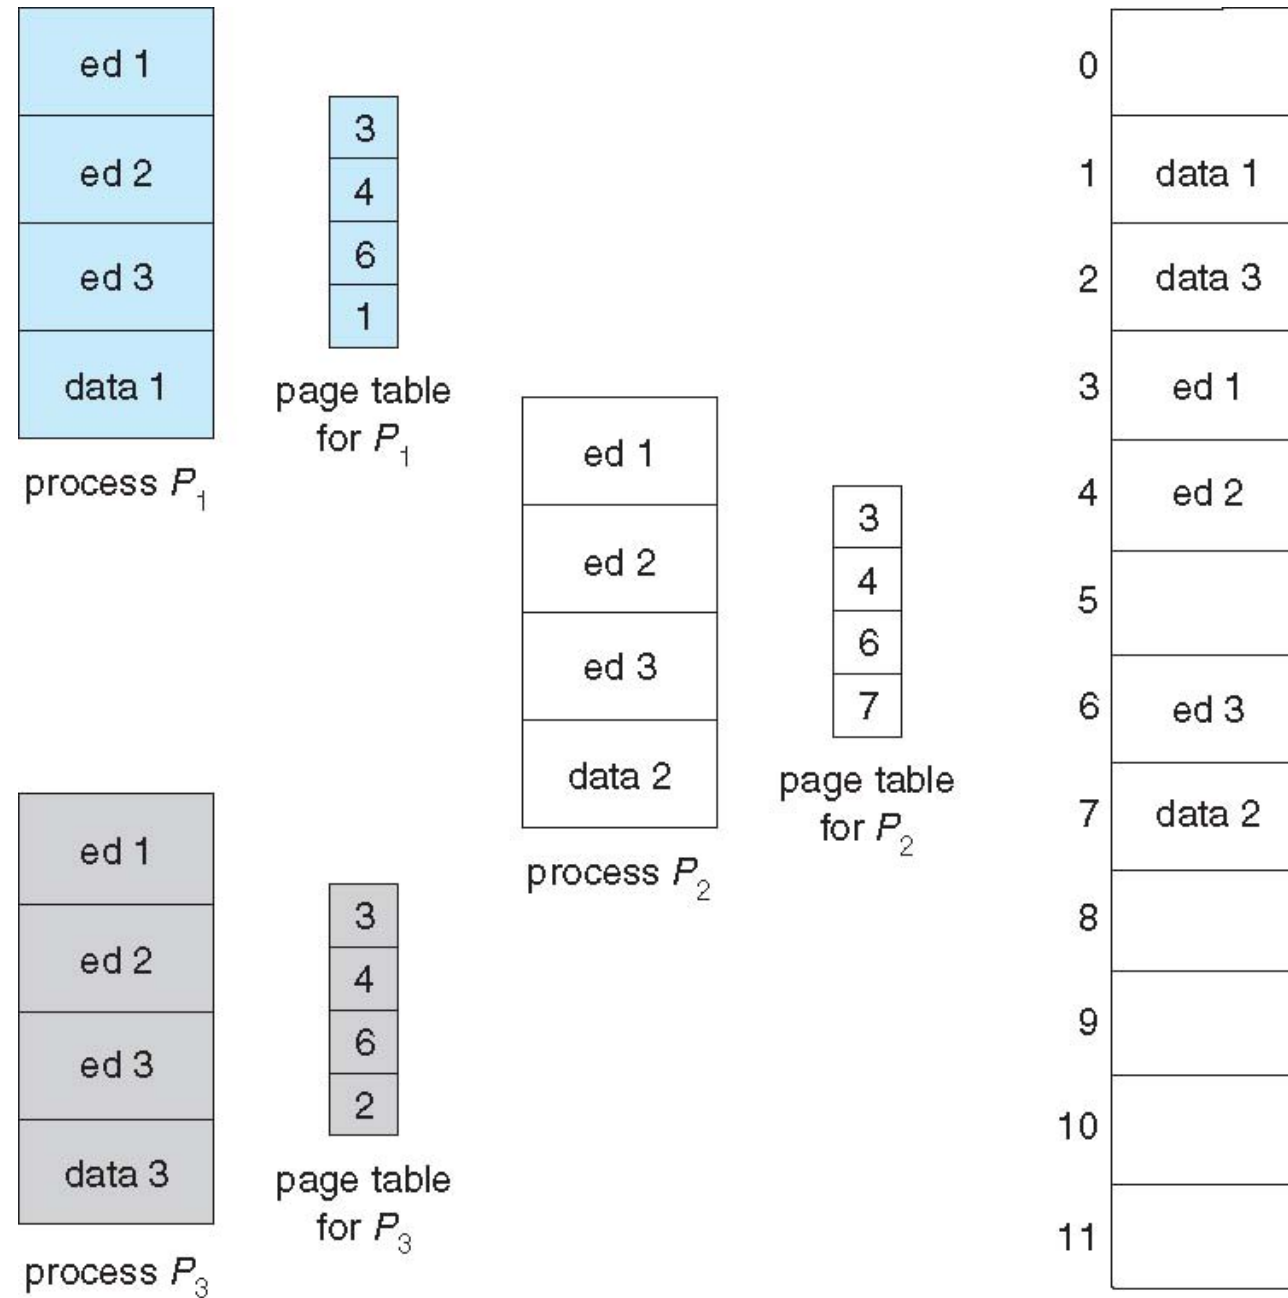 ed 1
ed 2
ed 3
data 1
process P1
3
4
6
1
page table
for P1
ed 1
ed 2
ed 3
data 2
process P2
3
4
6
7
page table
for P2
ed 1
ed 2
ed 3
data 3
process P3
3
4
6
2
page table
for P3
0
1 data 1
2 data 3
3 ed 1
4 ed 2
5
6 ed 3
7 data 2
8
9
10
11